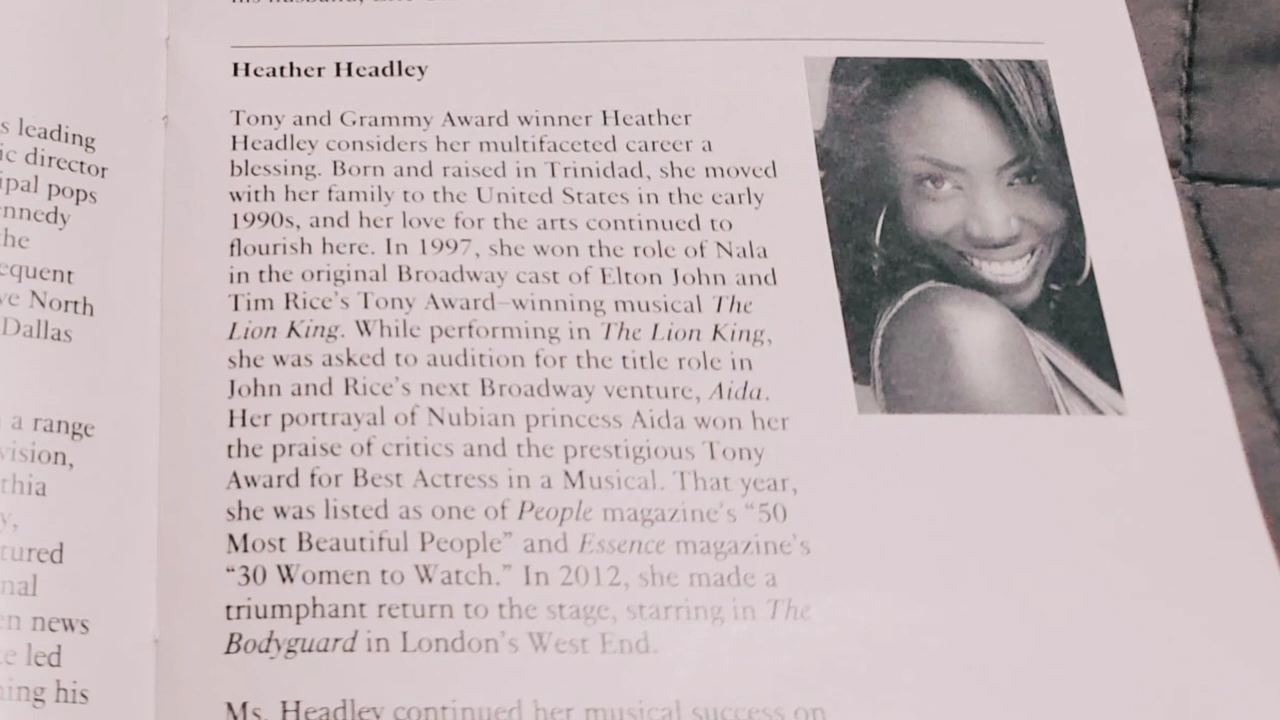 s leading
ic director
ipal pops
nnedy
the
equent
ve North
Dallas
a range
vision,
thia
y,
tured
nal
en news
te led
ning his
Heather Headley
Tony and Grammy Award winner Heather
Headley considers her multifaceted career a
blessing. Born and raised in Trinidad, she moved
with her family to the United States in the early
1990s, and her love for the arts continued to
flourish here. In 1997, she won the role of Nala
in the original Broadway cast of Elton John and
Tim Rice's Tony Award–winning musical The
Lion King. While performing in The Lion King,
she was asked to audition for the title role in
John and Rice's next Broadway venture, Aida.
Her portrayal of Nubian princess Aida won her
the praise of critics and the prestigious Tony
Award for Best Actress in a Musical. That year,
she was listed as one of People magazine's "50
Most Beautiful People" and Essence magazine's
"30 Women to Watch." In 2012, she made a
triumphant return to the stage, starring in The
Bodyguard in London's West End.
Ms. Headley continued her musical success on